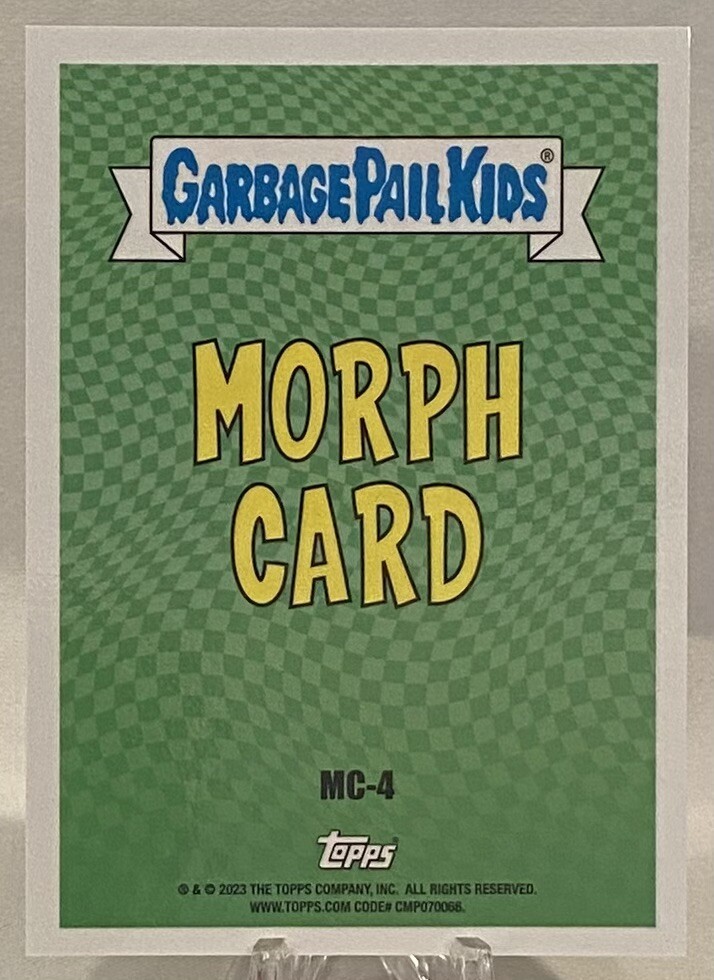 GARBAGE PAIL KIDS®
MORPH
CARD
MC-4
topps®
® & © 2023 THE TOPPS COMPANY, INC. ALL RIGHTS RESERVED.
WWW.TOPPS.COM CODE# CMP070066.